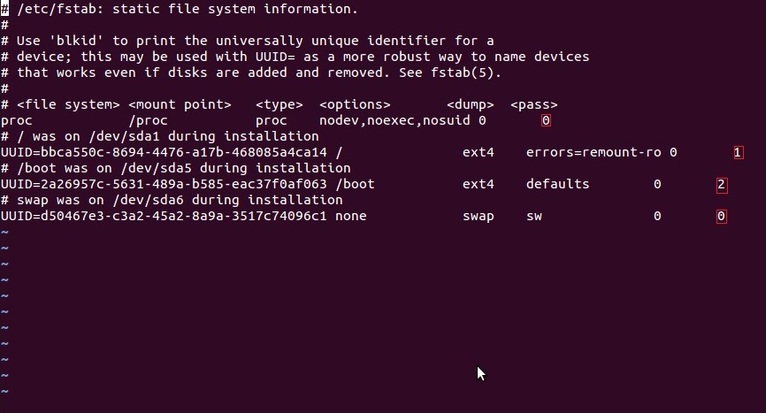 # /etc/fstab: static file system information.
#
# Use 'blkid' to print the universally unique identifier for a
# device; this may be used with UUID= as a more robust way to name devices
# that works even if disks are added and removed. See fstab(5).
#
# <file system> <mount point>   <type>  <options>       <dump>  <pass>
proc            /proc           proc    nodev,noexec,nosuid 0       0
# / was on /dev/sda1 during installation
UUID=bbca550c-8694-4476-a17b-468085a4ca14 /               ext4    errors=remount-ro 0       1
# /boot was on /dev/sda5 during installation
UUID=2a26957c-5631-489a-b585-eac37f0af063 /boot           ext4    defaults        0       2
# swap was on /dev/sda6 during installation
UUID=d50467e3-c3a2-45a2-8a9a-3517c74096c1 none            swap    sw              0       0
~
~
~
~
~
~
~
~
~
~
~